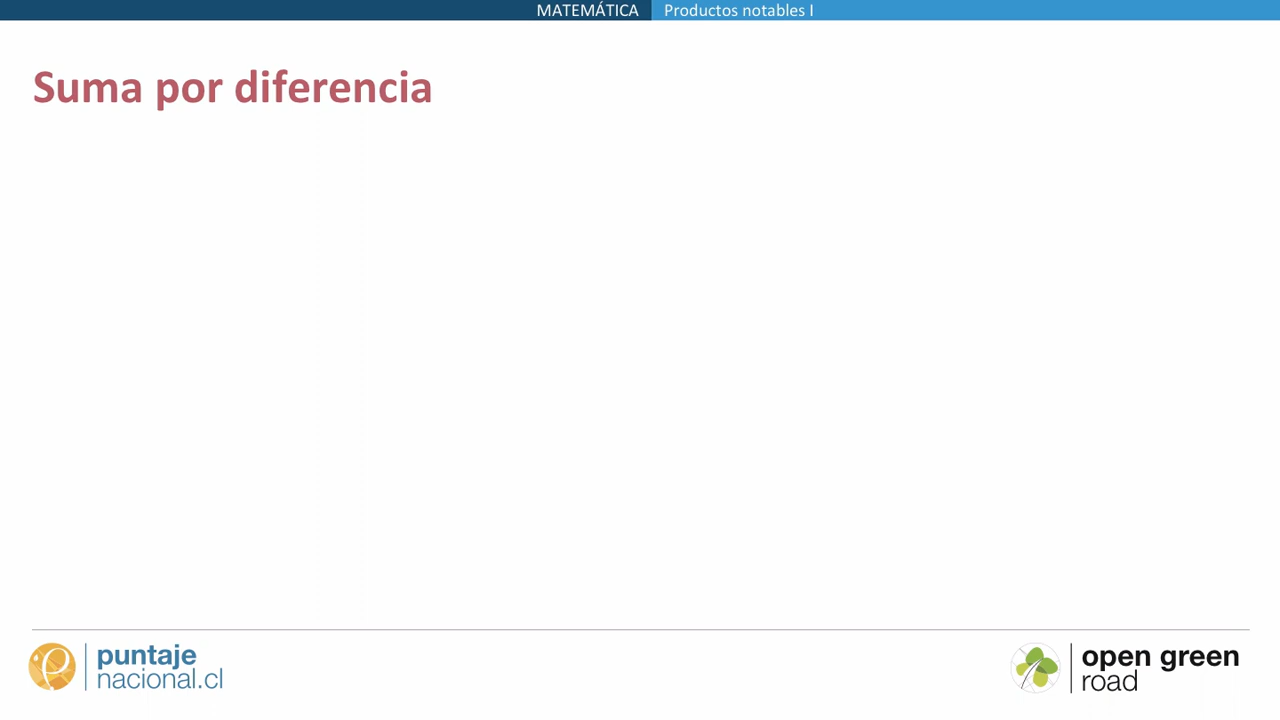 MATEMÁTICA Productos notables I
Suma por diferencia
puntaje
nacional.cl
open green
road